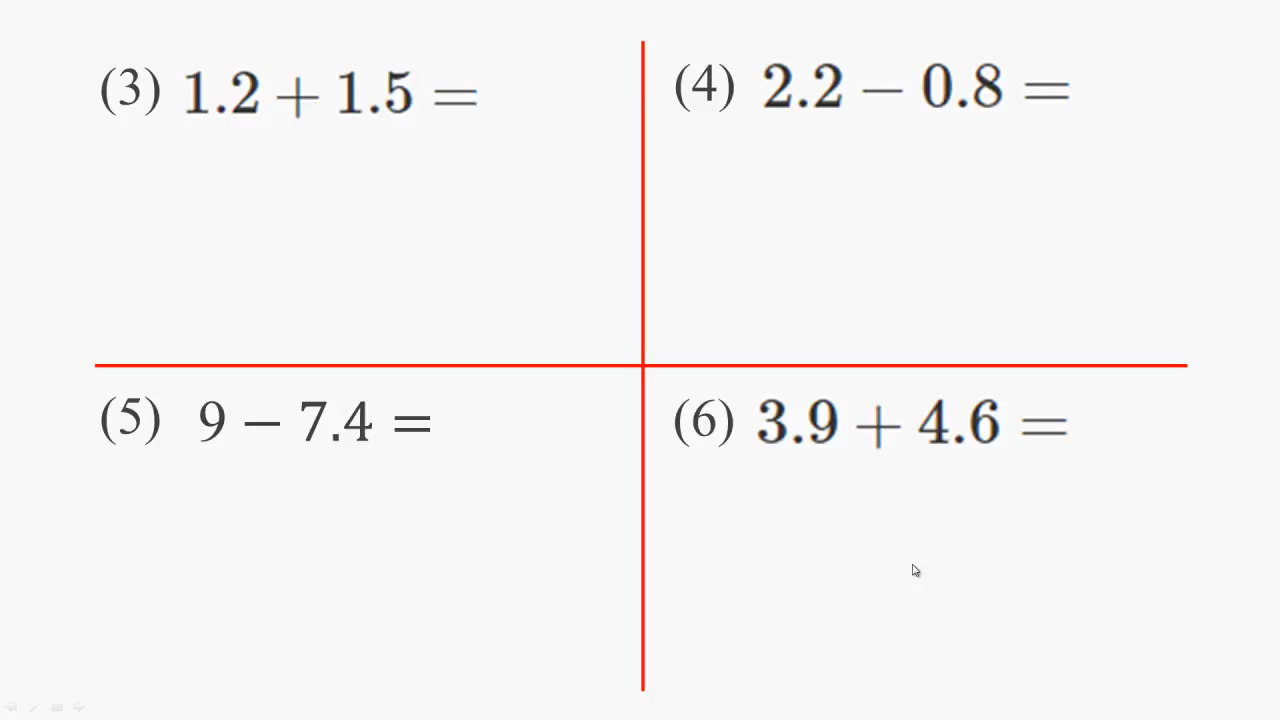 (3) 1.2 + 1.5 =
(4) 2.2 − 0.8 =
(5) 9 − 7.4 =
(6) 3.9 + 4.6 =